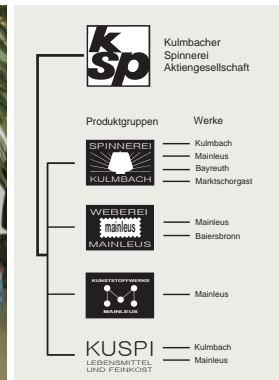 ksp
Kulmbacher
Spinnerei
Aktiengesellschaft
Produktgruppen
Werke
SPINNEREI
KULMBACH
Kulmbach
Mainleus
Bayreuth
Marktschorgast
WEBEREI
mainleus
MAINLEUS
Mainleus
Baiersbronn
KUNSTSTOFFWERKE
MAINLEUS
Mainleus
KUSPI
LEBENSMITTEL
UND FEINKOST
Kulmbach
Mainleus